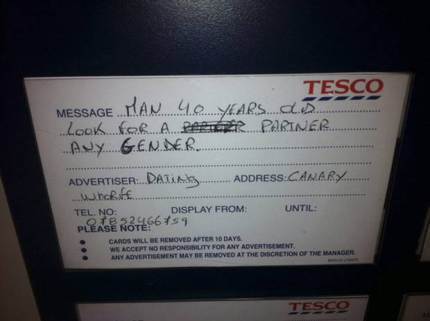 TESCO
MESSAGE MAN 40 YEARS OLD
LOOK FOR A PARTNER
ANY GENDER.
ADVERTISER: DATING ADDRESS: CANARY
WHORFE
TEL. NO: DISPLAY FROM: UNTIL:
07852466759
PLEASE NOTE:
CARDS WILL BE REMOVED AFTER 10 DAYS.
WE ACCEPT NO RESPONSIBILITY FOR ANY ADVERTISEMENT.
ANY ADVERTISEMENT MAY BE REMOVED AT THE DISCRETION OF THE MANAGER.
TESCO